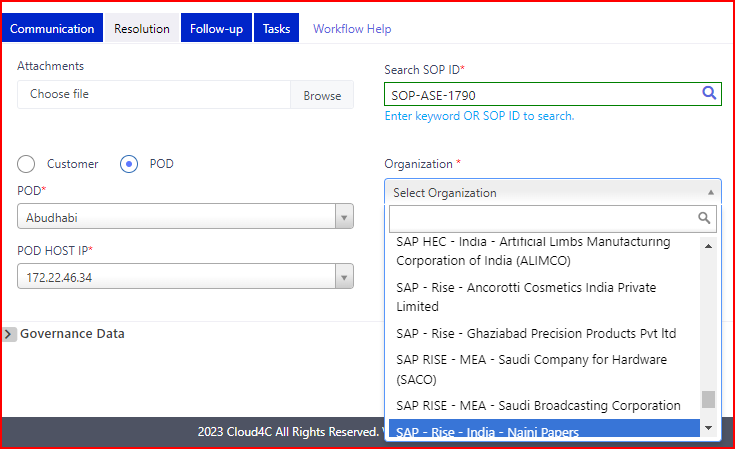 Communication
Resolution
Follow-up
Tasks
Workflow Help
Attachments
Choose file
Browse
Search SOP ID*
SOP-ASE-1790
Enter keyword OR SOP ID to search.
Customer
POD
POD*
Abudhabi
POD HOST IP*
172.22.46.34
Organization *
Select Organization
SAP HEC - India - Artificial Limbs Manufacturing
Corporation of India (ALIMCO)
SAP - Rise - Ancorotti Cosmetics India Private
Limited
SAP - Rise - Ghaziabad Precision Products Pvt ltd
SAP RISE - MEA - Saudi Company for Hardware
(SACO)
SAP RISE - MEA - Saudi Broadcasting Corporation
SAP - Rise - India - Naini Papers
Governance Data
2023 Cloud4C All Rights Reserved.